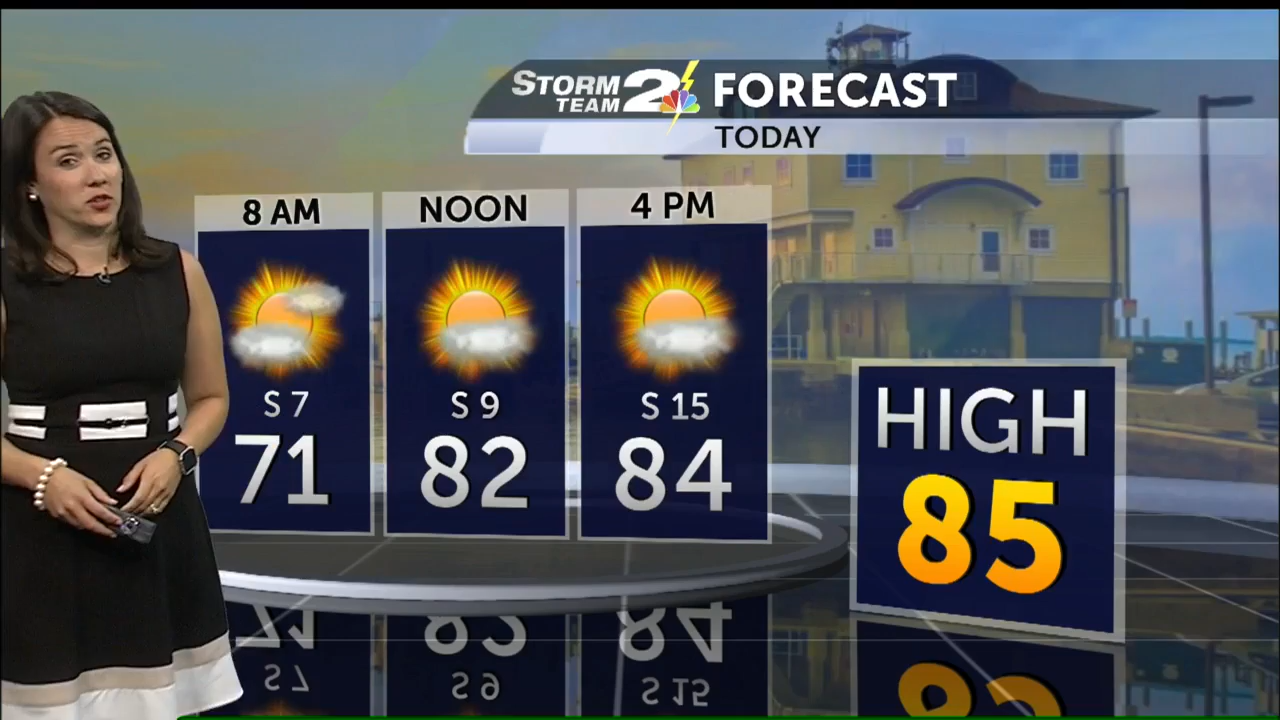 STORM TEAM 2 FORECAST
TODAY
8 AM
S 7
71
NOON
S 9
82
4 PM
S 15
84
HIGH
85